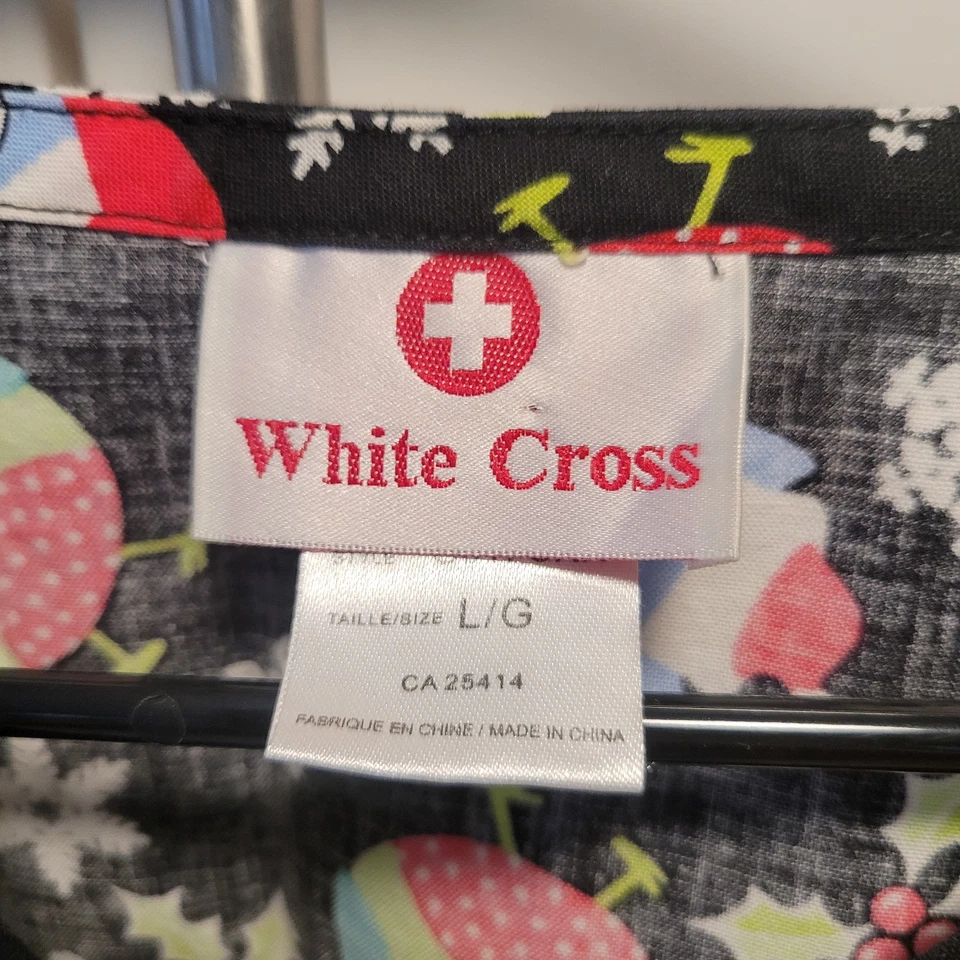 White Cross
TAILLE/SIZE L/G
CA 25414
FABRIQUE EN CHINE / MADE IN CHINA